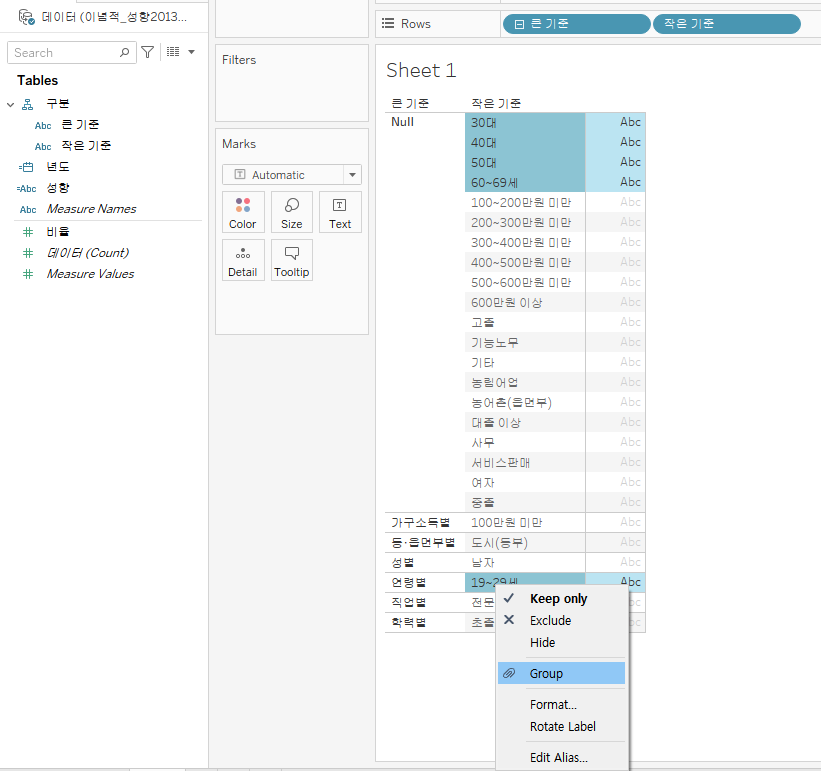 데이터 (이념적_성향2013...
Search
Tables
구분
Abc 큰 기준
Abc 작은 기준
년도
=Abc 성향
Abc Measure Names
비율
데이터 (Count)
Measure Values
Filters
Marks
Automatic
Color Size Text
Detail Tooltip
Rows 큰 기준 작은 기준
Sheet 1
큰 기준 작은 기준
Null 30대 Abc
40대 Abc
50대 Abc
60~69세 Abc
100~200만원 미만 Abc
200~300만원 미만 Abc
300~400만원 미만 Abc
400~500만원 미만 Abc
500~600만원 미만 Abc
600만원 이상 Abc
고졸 Abc
기능노무 Abc
기타 Abc
농림어업 Abc
농어촌(읍면부) Abc
대졸 이상 Abc
사무 Abc
서비스판매 Abc
여자 Abc
중졸 Abc
가구소득별 100만원 미만 Abc
동·읍면부별 도시(동부) Abc
성별 남자 Abc
연령별 19~29세 Abc
직업별 전문
학력별 초졸
Keep only
Exclude
Hide
Group
Format...
Rotate Label
Edit Alias...